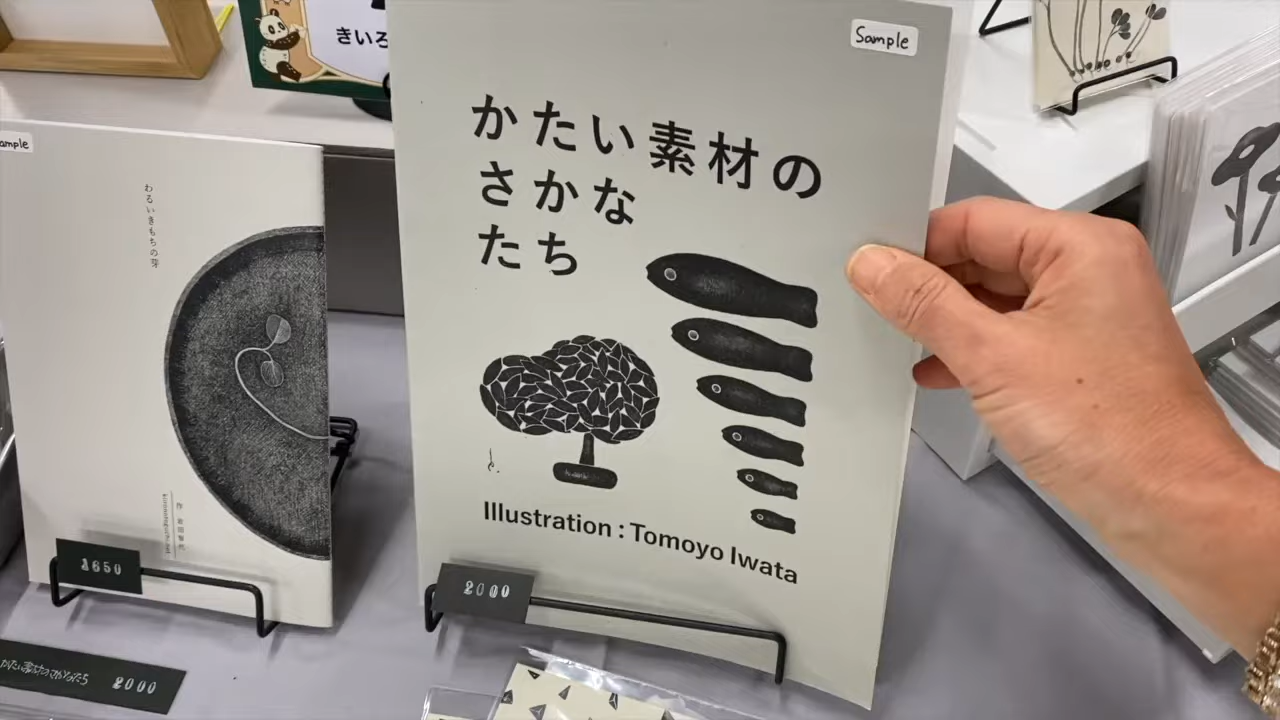 きいろ
Sample
かたい素材の
さかな
たち
Illustration : Tomoyo Iwata
2000
ample
わるいきもちの芽
1650
かたい素材のさかなたち 2000